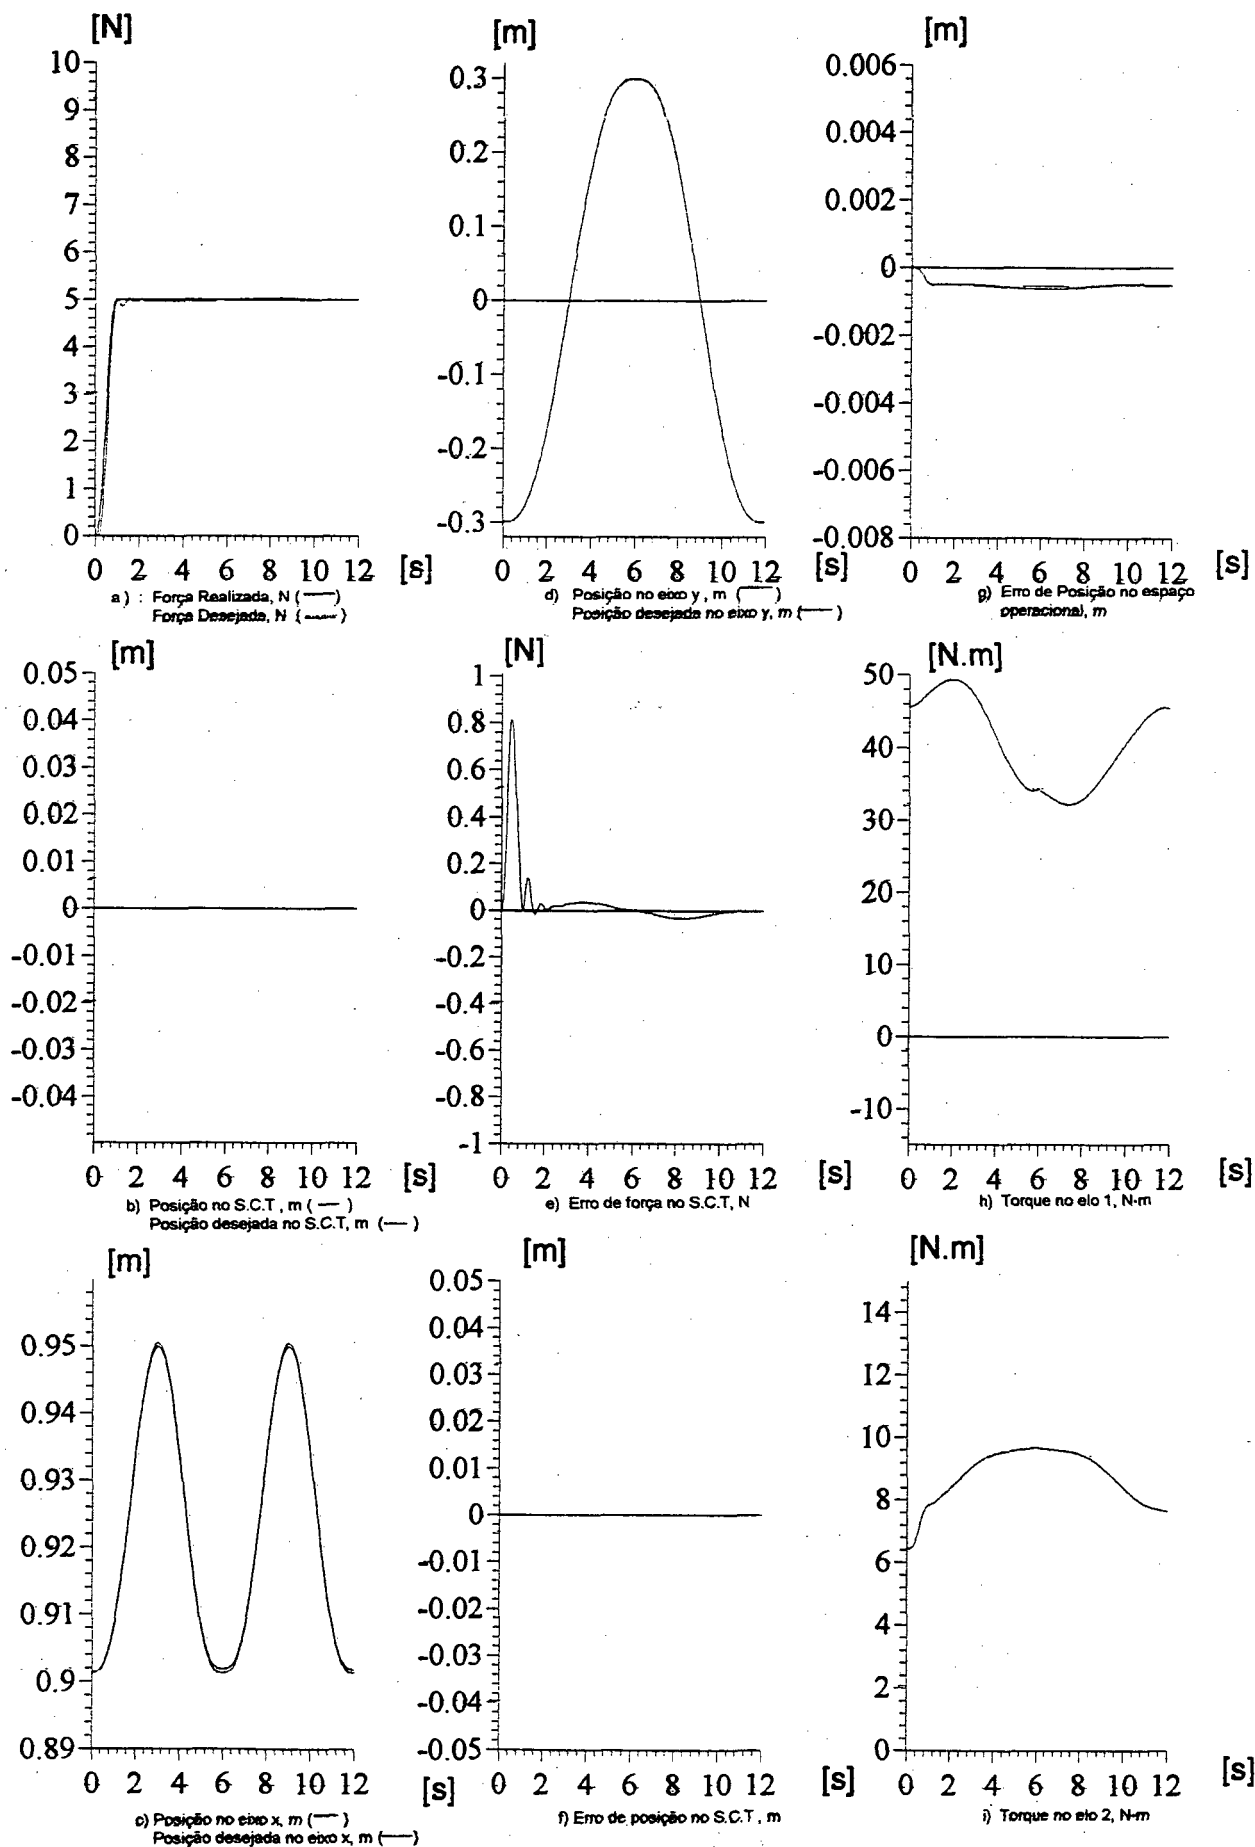 [N]
10
9
8
7
6
5
4
3
2
1
0
0 2 4 6 8 10 12 [s]
a) : Força Realizada, N (——)
Força Desejada, N (——)
[m]
0.3
0.2
0.1
0
-0.1
-0.2
-0.3
0 2 4 6 8 10 12 [s]
d) Posição no eixo y, m (——)
Posição desejada no eixo y, m (——)
[m]
0.006
0.004
0.002
0
-0.002
-0.004
-0.006
-0.008
0 2 4 6 8 10 12 [s]
g) Erro de Posição no espaço
operacional, m
[m]
0.05
0.04
0.03
0.02
0.01
0
-0.01
-0.02
-0.03
-0.04
0 2 4 6 8 10 12 [s]
b) Posição no S.C.T, m (——)
Posição desejada no S.C.T, m (——)
[N]
1
0.8
0.6
0.4
0.2
0
-0.2
-0.4
-0.6
-0.8
-1
0 2 4 6 8 10 12 [s]
e) Erro de força no S.C.T, N
[N.m]
50
40
30
20
10
0
-10
0 2 4 6 8 10 12 [s]
h) Torque no elo 1, N-m
[m]
0.95
0.94
0.93
0.92
0.91
0.9
0.89
0 2 4 6 8 10 12 [s]
c) Posição no eixo x, m (——)
Posição desejada no eixo x, m (——)
[m]
0.05
0.04
0.03
0.02
0.01
0
-0.01
-0.02
-0.03
-0.04
-0.05
0 2 4 6 8 10 12 [s]
f) Erro de posição no S.C.T, m
[N.m]
14
12
10
8
6
4
2
0
0 2 4 6 8 10 12 [s]
i) Torque no elo 2, N-m